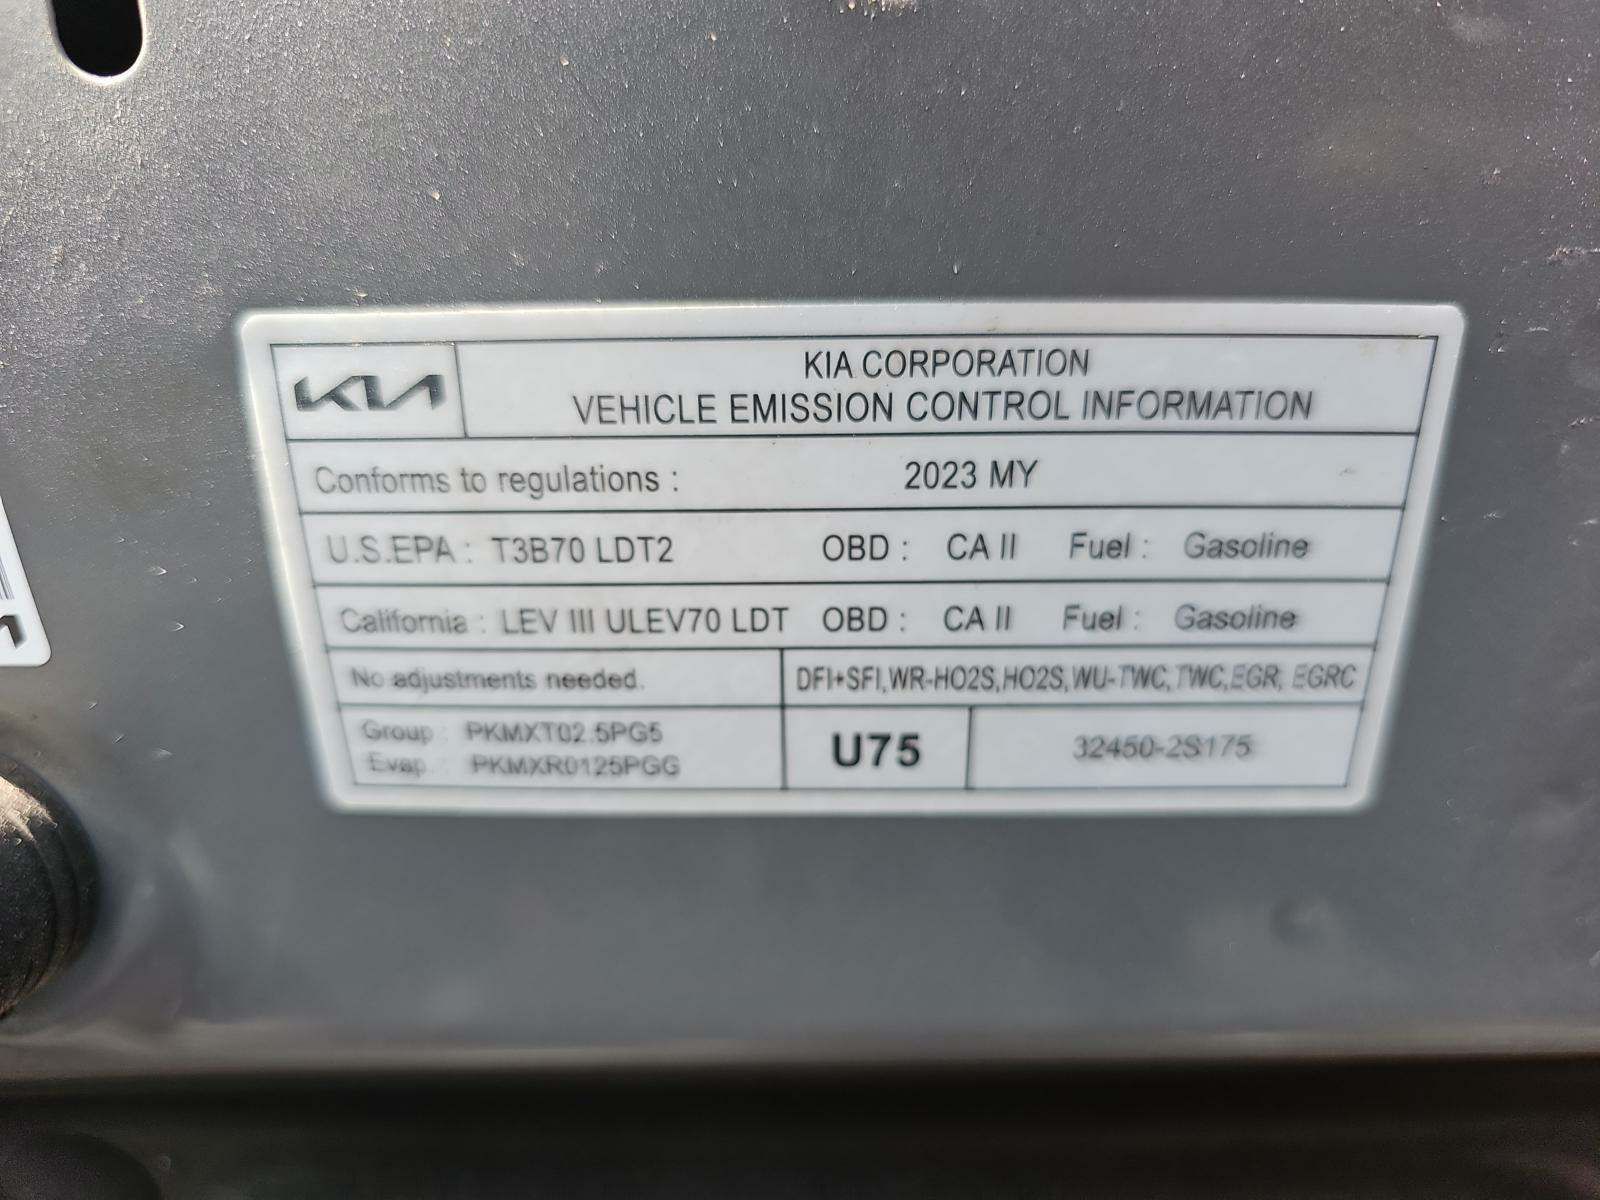 KIA KIA CORPORATION
VEHICLE EMISSION CONTROL INFORMATION
Conforms to regulations : 2023 MY
U.S.EPA : T3B70 LDT2 OBD : CA II Fuel : Gasoline
California : LEV III ULEV70 LDT OBD : CA II Fuel : Gasoline
No adjustments needed. DFI+SFI,WR-HO2S,HO2S,WU-TWC,TWC,EGR, EGRC
Group : PKMXT02.5PG5
Evap : PKMXR0125PGG
U75
32450-2S175